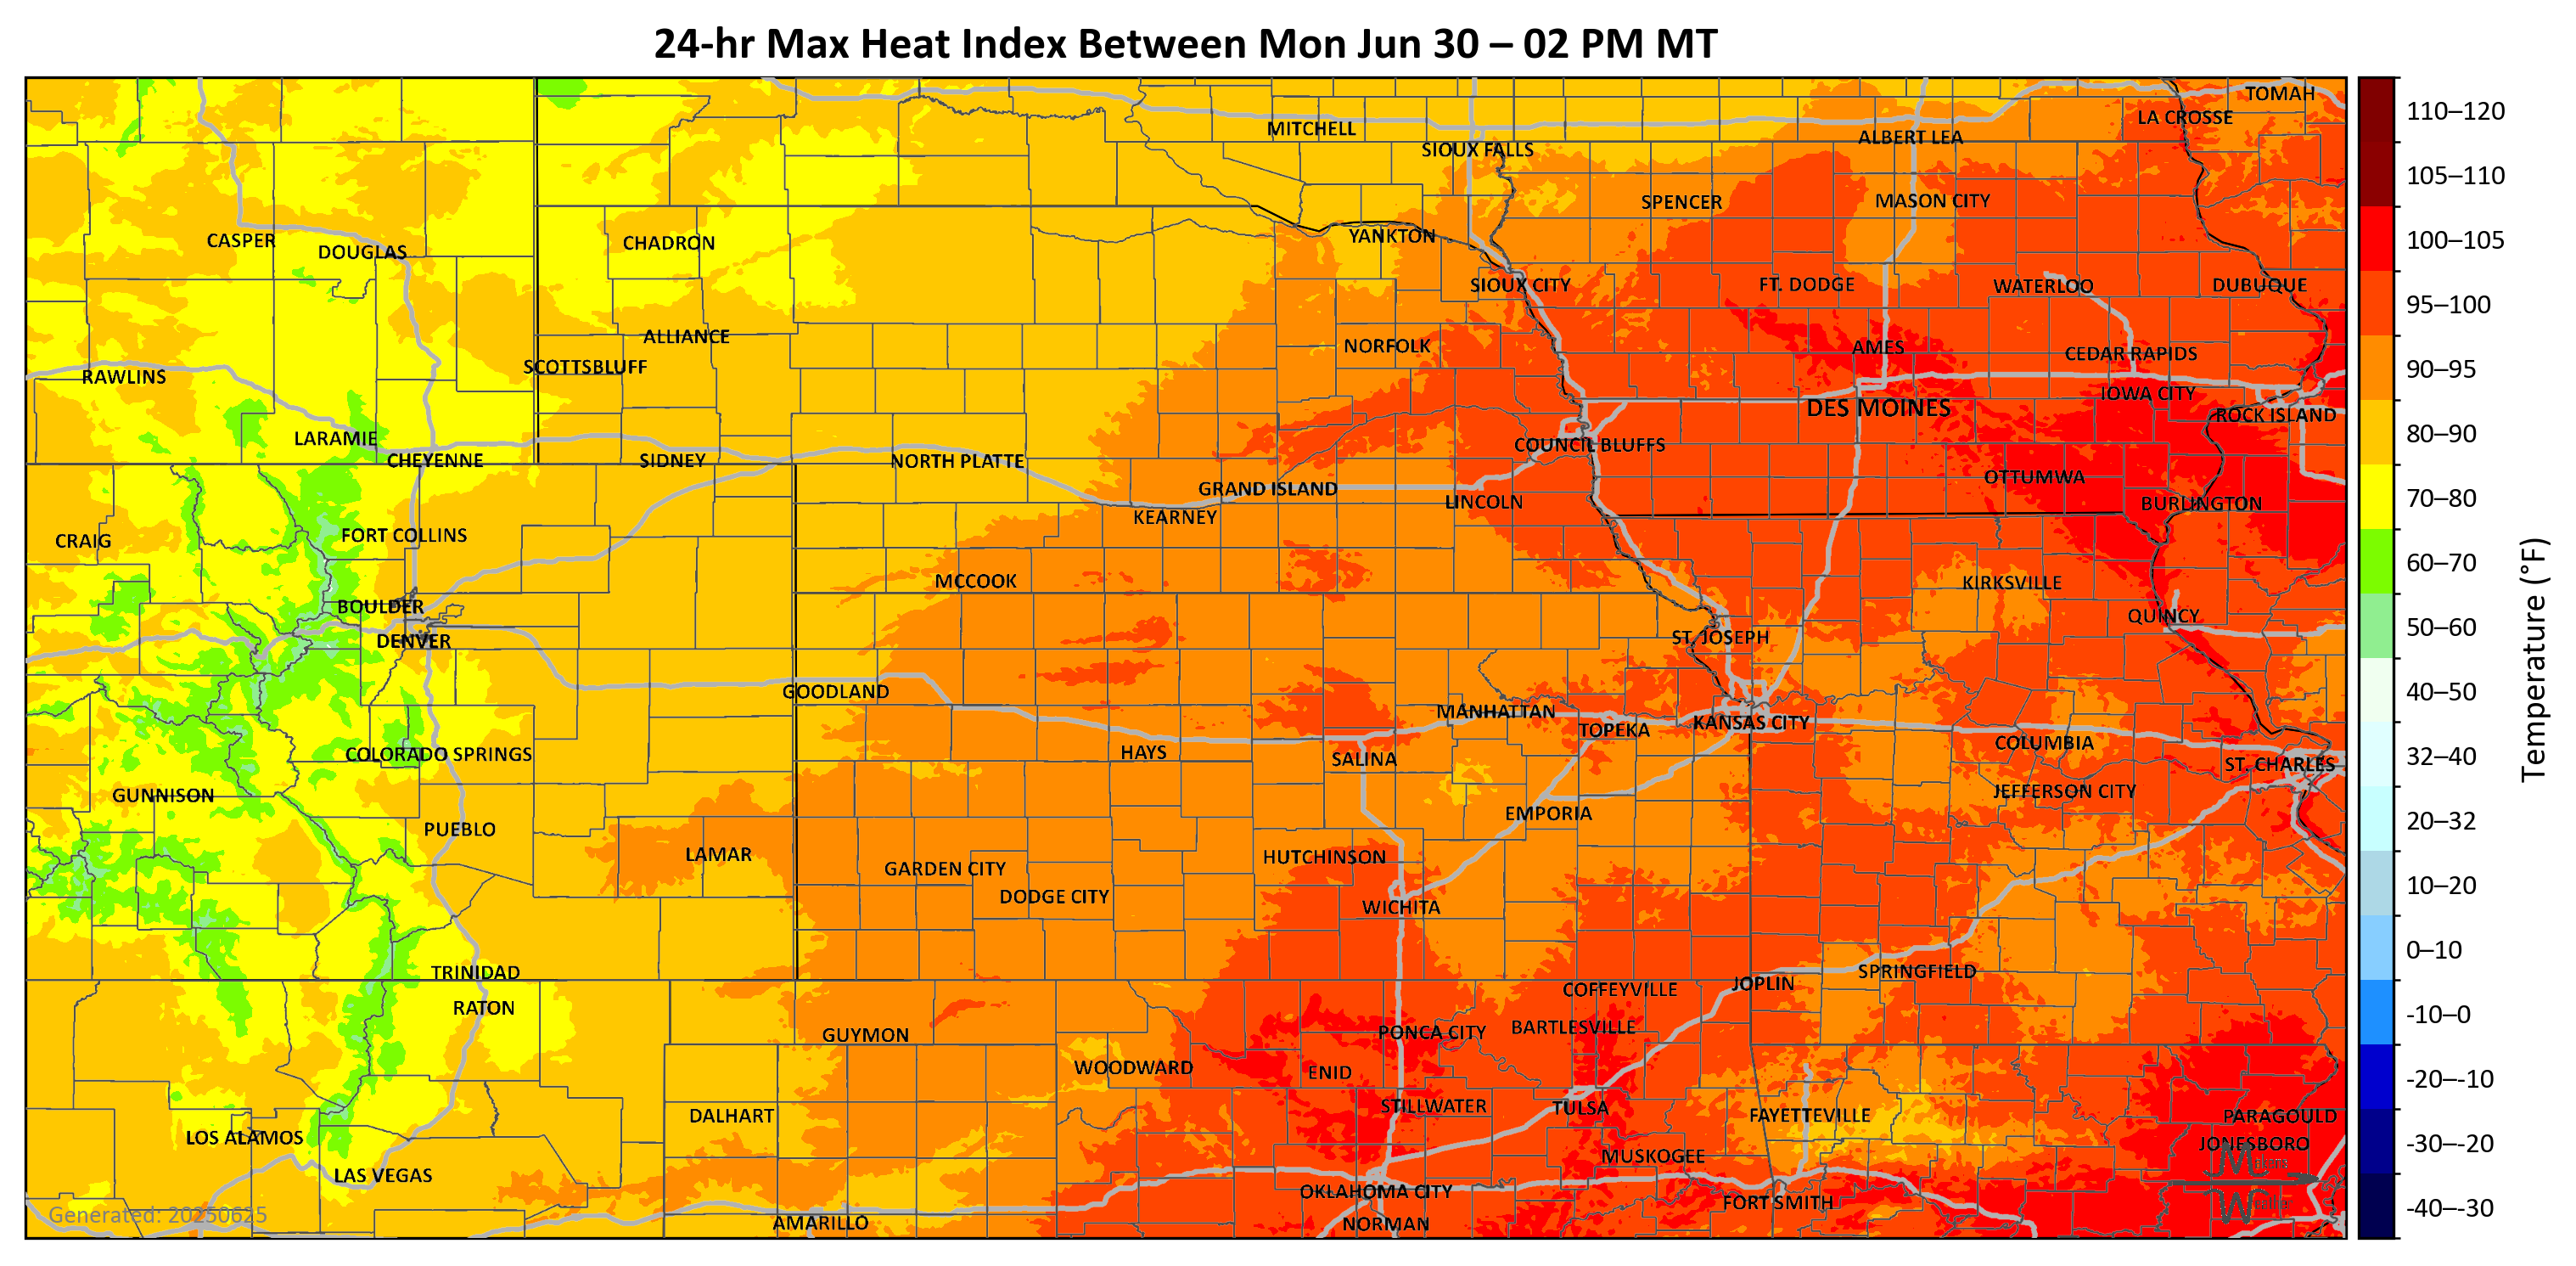 24-hr Max Heat Index Between Mon Jun 30 – 02 PM MT
TOMAH
LA CROSSE
MITCHELL
ALBERT LEA
SIOUX FALLS
SPENCER
MASON CITY
YANKTON
CASPER
CHADRON
DOUGLAS
SIOUX CITY
FT. DODGE
WATERLOO
DUBUQUE
ALLIANCE
NORFOLK
AMES
CEDAR RAPIDS
SCOTTSBLUFF
RAWLINS
IOWA CITY
DES MOINES
ROCK ISLAND
LARAMIE
COUNCIL BLUFFS
CHEYENNE
SIDNEY
NORTH PLATTE
OTTUMWA
GRAND ISLAND
LINCOLN
BURLINGTON
KEARNEY
FORT COLLINS
CRAIG
MCCOOK
KIRKSVILLE
BOULDER
QUINCY
DENVER
ST. JOSEPH
GOODLAND
MANHATTAN
KANSAS CITY
TOPEKA
COLUMBIA
COLORADO SPRINGS
HAYS
SALINA
ST. CHARLES
GUNNISON
JEFFERSON CITY
EMPORIA
PUEBLO
LAMAR
HUTCHINSON
GARDEN CITY
DODGE CITY
WICHITA
TRINIDAD
SPRINGFIELD
JOPLIN
COFFEYVILLE
RATON
BARTLESVILLE
PONCA CITY
GUYMON
WOODWARD
ENID
STILLWATER
TULSA
DALHART
FAYETTEVILLE
PARAGOULD
LOS ALAMOS
JONESBORO
MUSKOGEE
LAS VEGAS
OKLAHOMA CITY
FORT SMITH
AMARILLO
NORMAN
Generated: 20250625
110–120
105–110
100–105
95–100
90–95
80–90
70–80
60–70
50–60
40–50
32–40
20–32
10–20
0–10
-10–0
-20–-10
-30–-20
-40–-30
Temperature (°F)